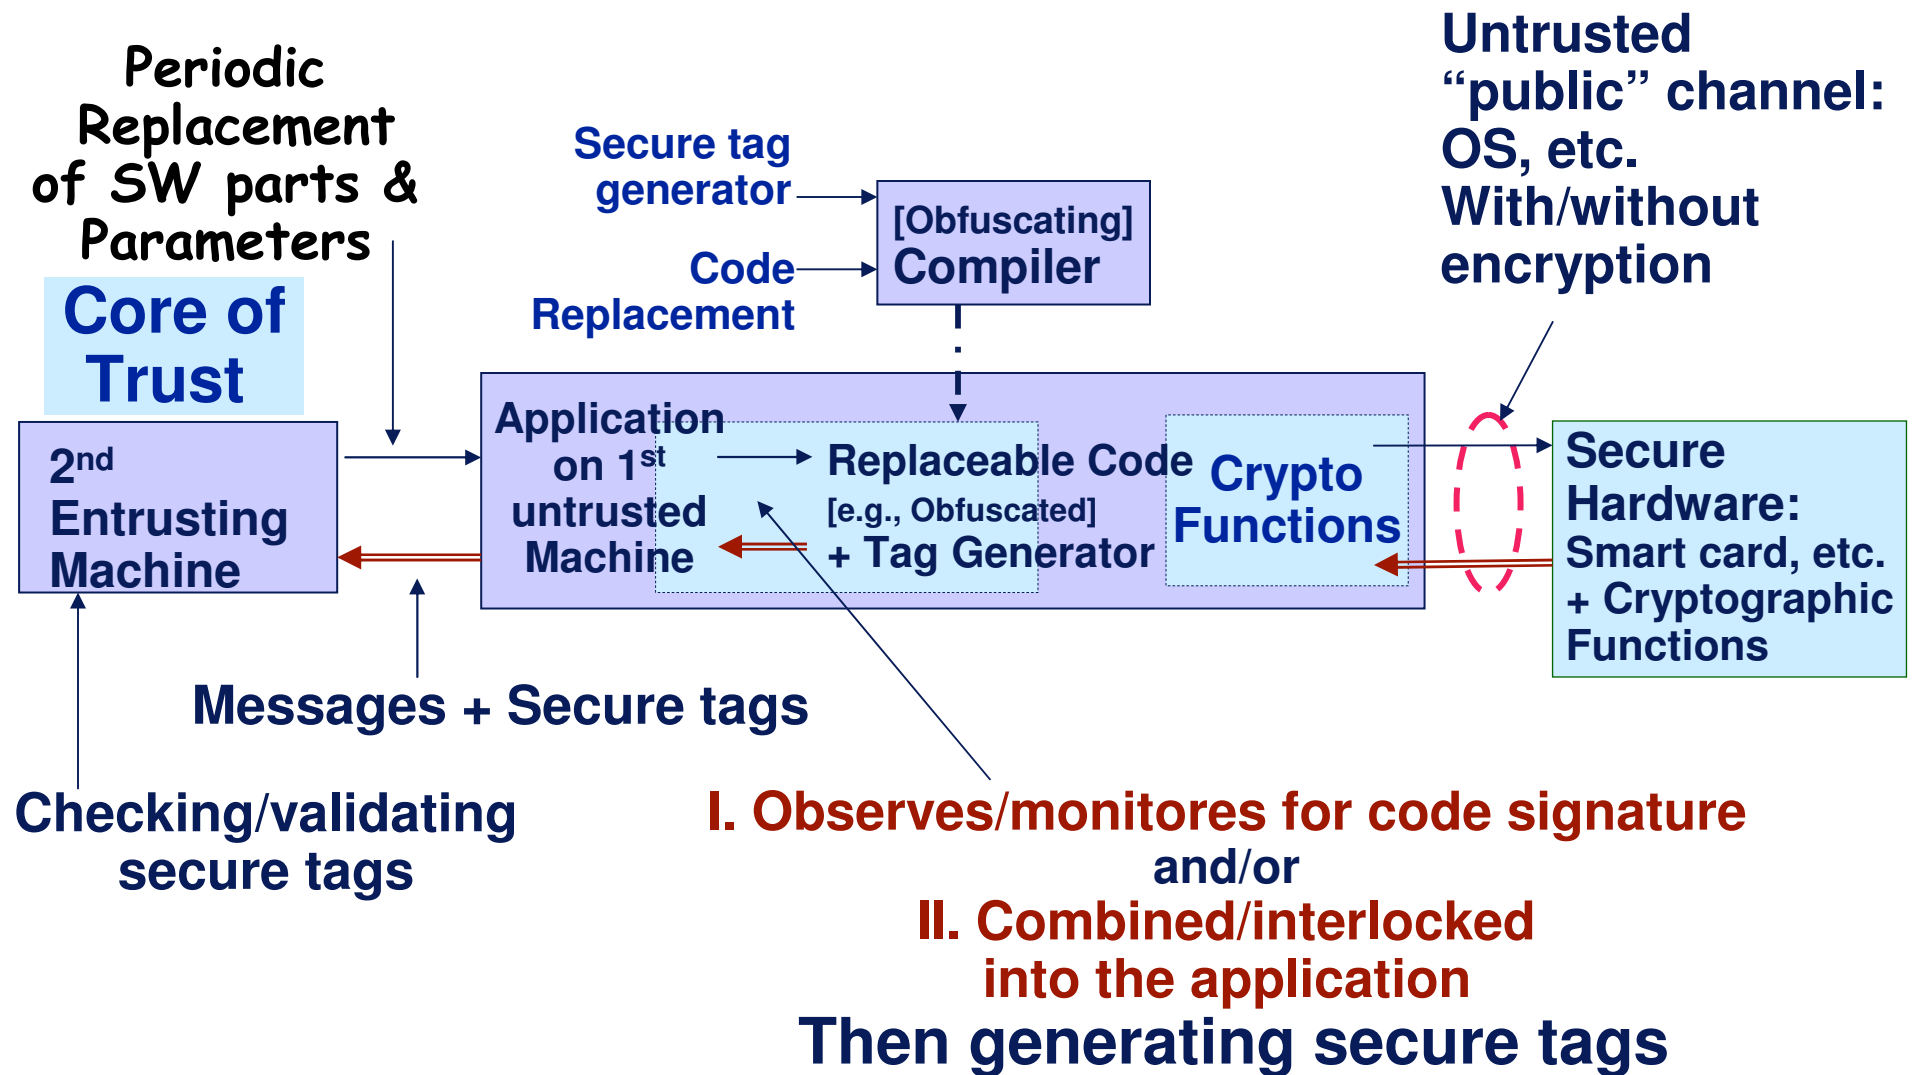 Periodic
Replacement
of SW parts &
Parameters
Core of
Trust
2nd
Entrusting
Machine
Secure tag
generator
Code
Replacement
[Obfuscating]
Compiler
Untrusted
“public” channel:
OS, etc.
With/without
encryption
Application
on 1st
untrusted
Machine
Replaceable Code
[e.g., Obfuscated]
+ Tag Generator
Crypto
Functions
Secure
Hardware:
Smart card, etc.
+ Cryptographic
Functions
Messages + Secure tags
Checking/validating
secure tags
I. Observes/monitores for code signature
and/or
II. Combined/interlocked
into the application
Then generating secure tags